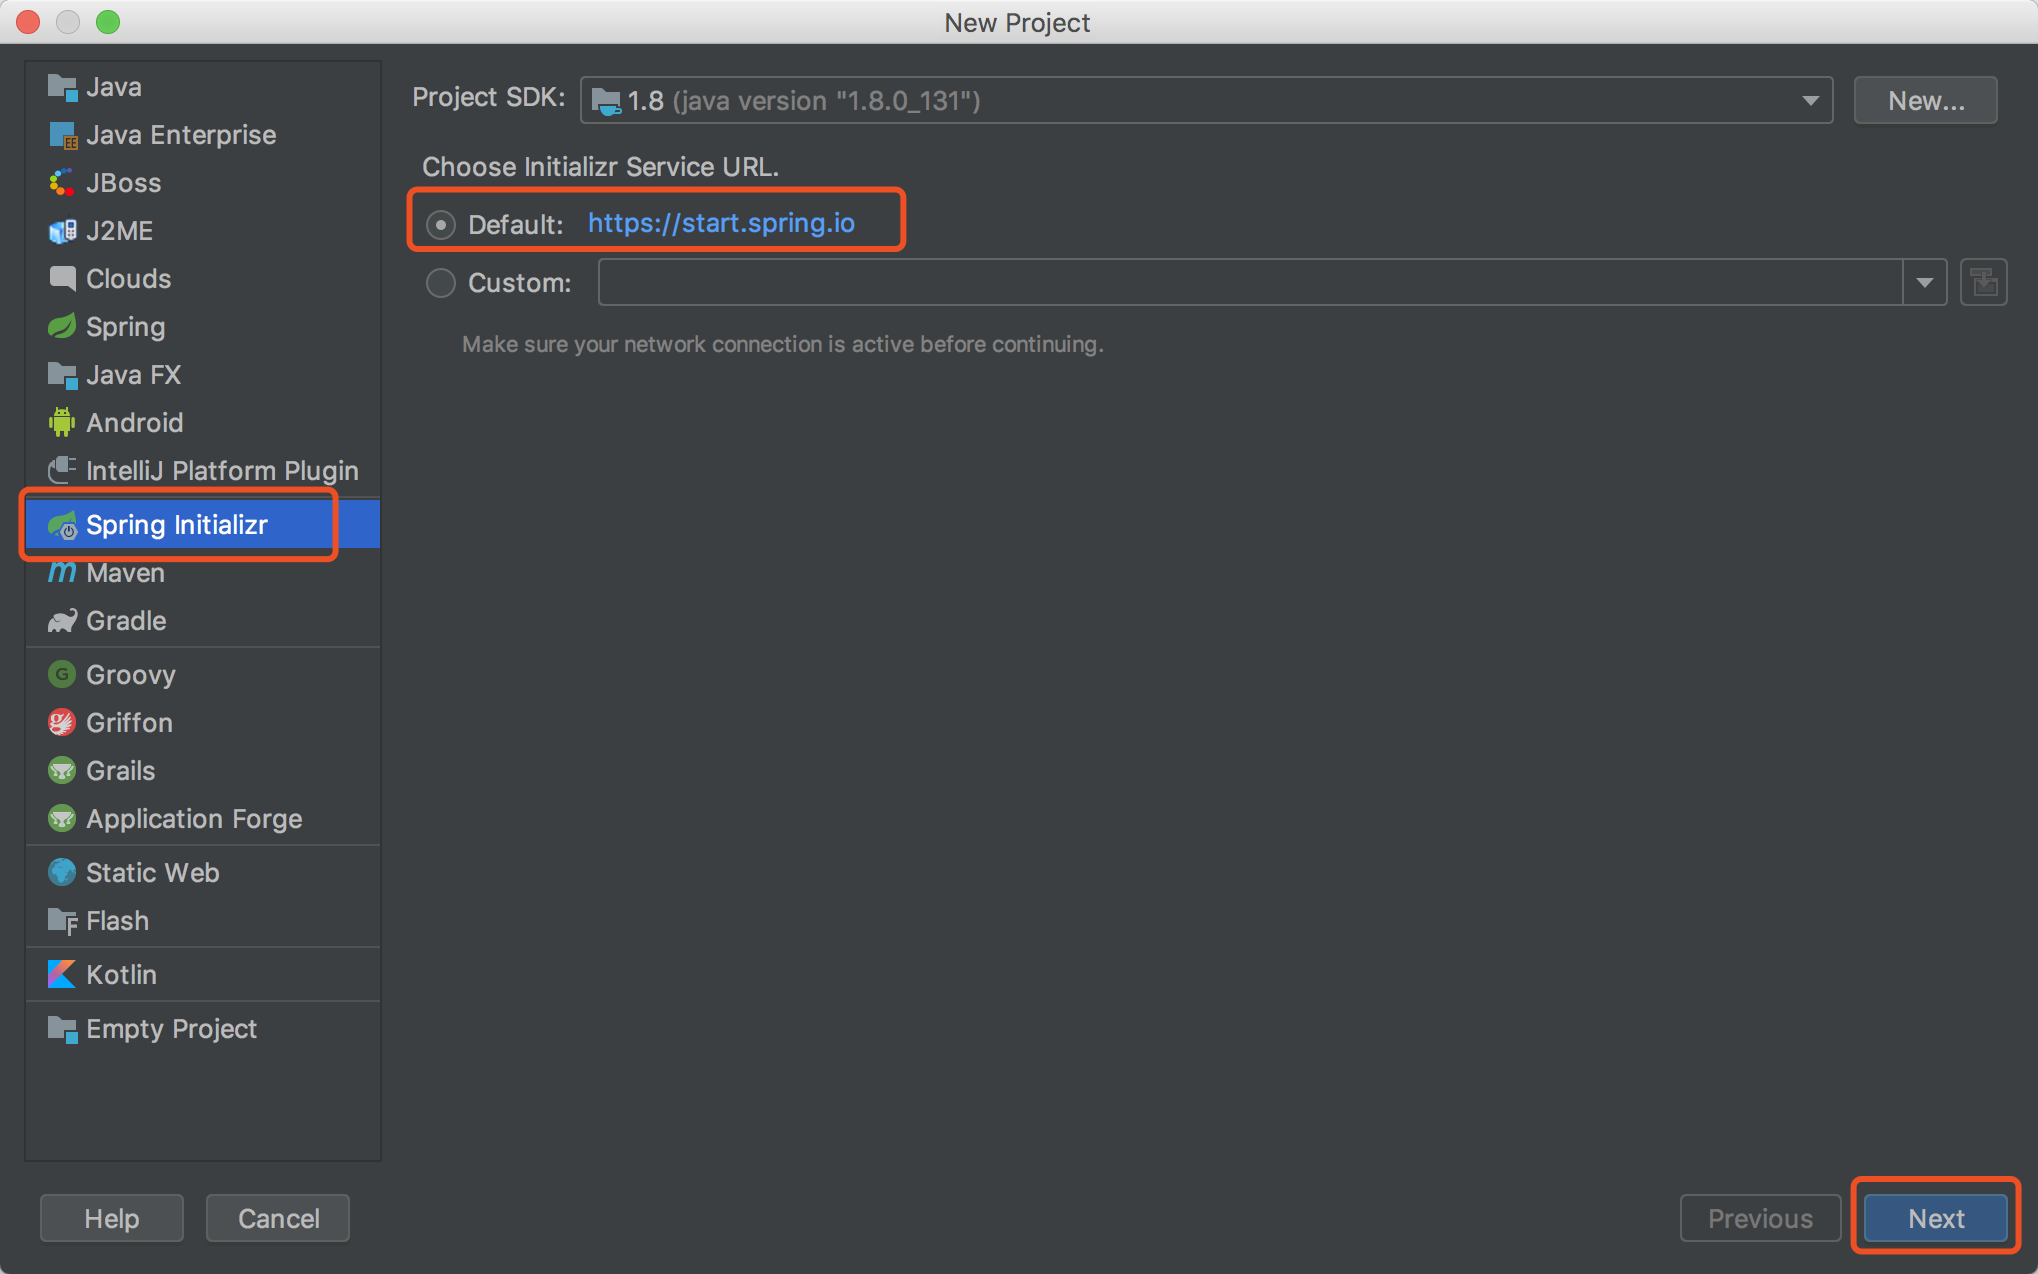 New Project
Java
Java Enterprise
JBoss
J2ME
Clouds
Spring
Java FX
Android
IntelliJ Platform Plugin
Spring Initializr
Maven
Gradle
Groovy
Griffon
Grails
Application Forge
Static Web
Flash
Kotlin
Empty Project
Project SDK: 1.8 (java version "1.8.0_131") New...
Choose Initializr Service URL.
Default: https://start.spring.io
Custom:
Make sure your network connection is active before continuing.
Help Cancel Previous Next